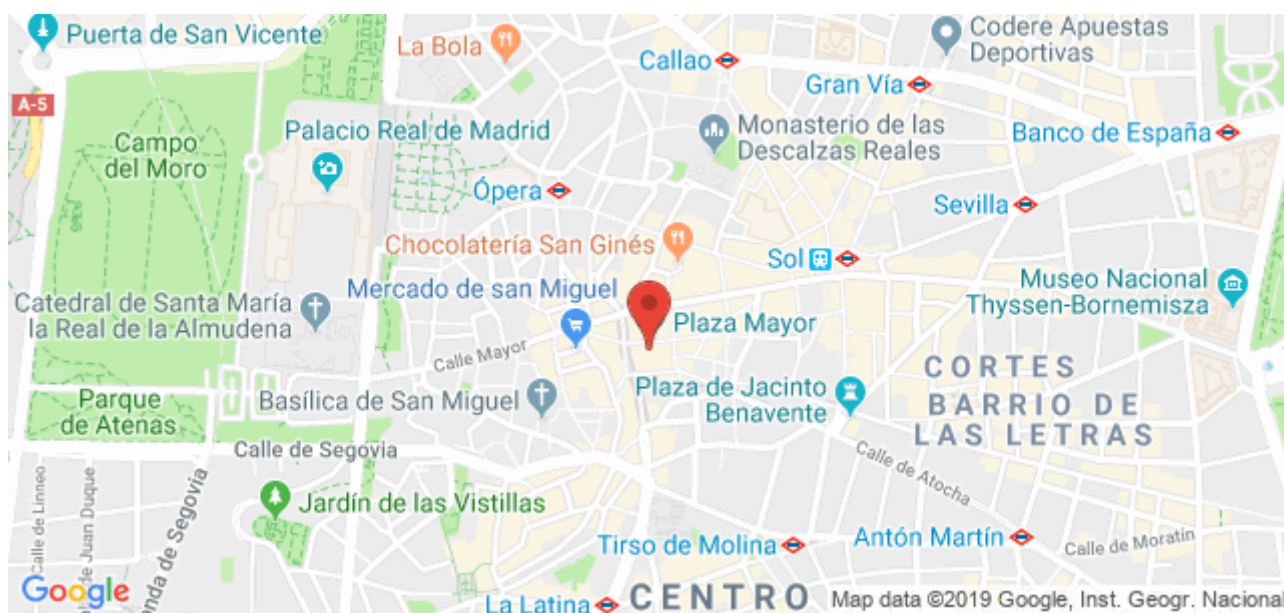 Puerta de San Vicente
La Bola
Callao
Codere Apuestas
Deportivas
Gran Vía
A-5
Campo
del Moro
Palacio Real de Madrid
Monasterio de las
Descalzas Reales
Banco de España
Ópera
Sevilla
Chocolatería San Ginés
Sol
Mercado de san Miguel
Museo Nacional
Thyssen-Bornemisza
Catedral de Santa María
la Real de la Almudena
Plaza Mayor
Calle Mayor
Parque
de Atenas
Basílica de San Miguel
Plaza de Jacinto
Benavente
CORTES
BARRIO DE
LAS LETRAS
Calle de Segovia
Calle de Atocha
Jardín de las Vistillas
Calle de Linneo
de Juan Duque
onda de Segovia
Tirso de Molina
Antón Martín
Calle de Moratín
Google
La Latina
CENTRO
Map data ©2019 Google, Inst. Geogr. Naciona